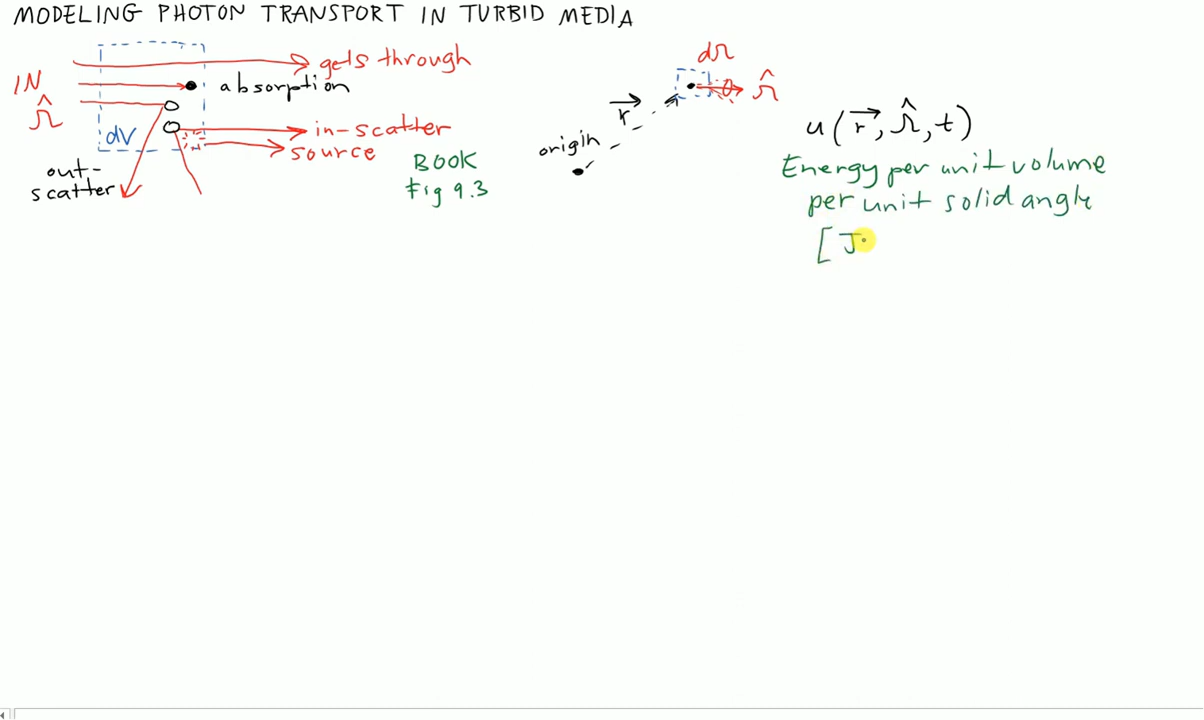 MODELING PHOTON TRANSPORT IN TURBID MEDIA
gets through
IN
absorption
Ω̂
dV
in-scatter
source
out-
scatter
BOOK
Fig 9.3
dΩ
Ω̂
r⃗
origin
u(r⃗, Ω̂, t)
Energy per unit volume
per unit solid angle
[J